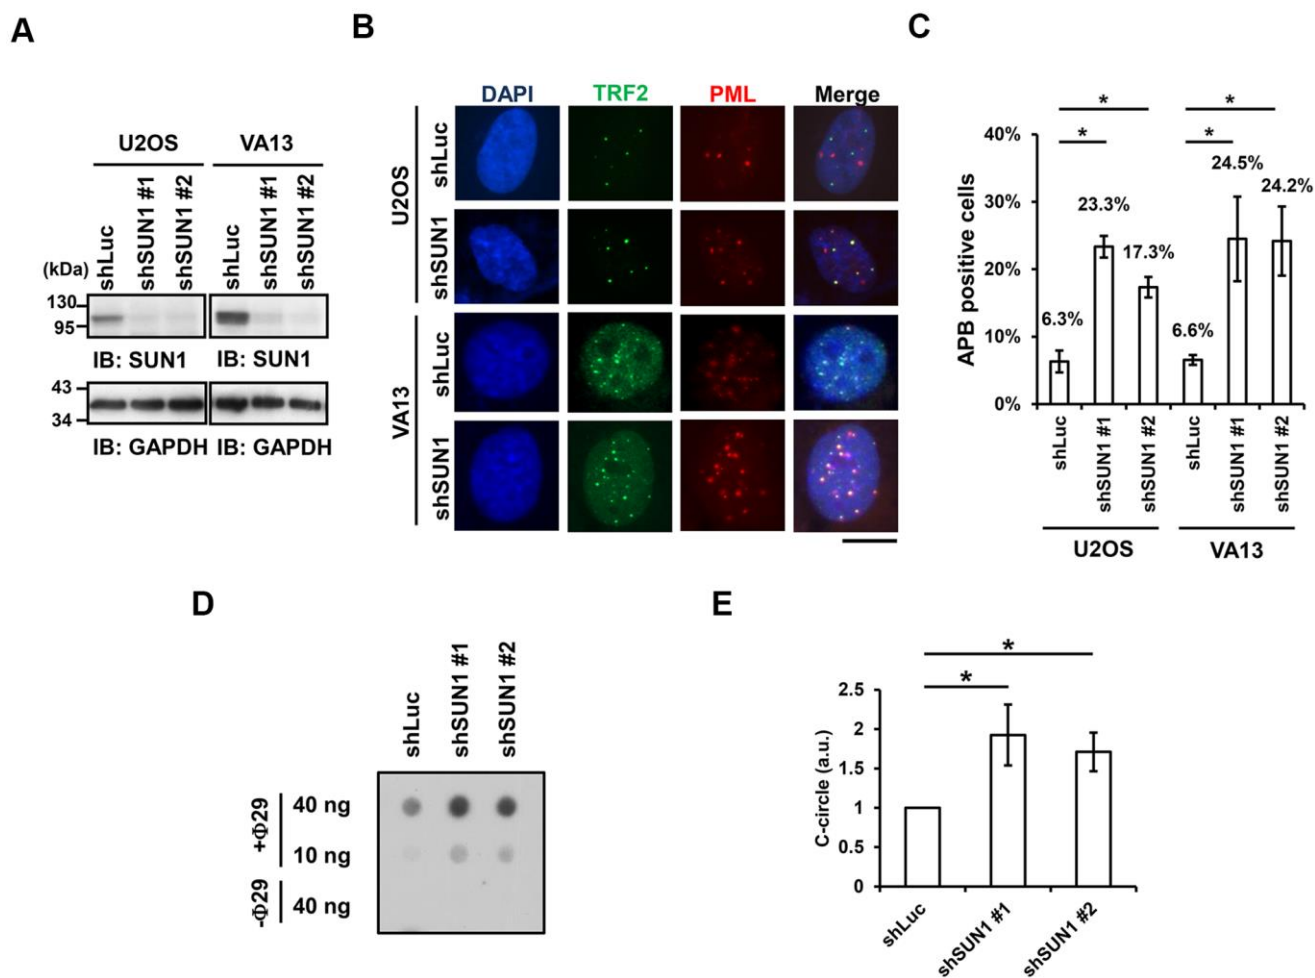 A
U2OS VA13
shLuc
shSUN1 #1
shSUN1 #2
shLuc
shSUN1 #1
shSUN1 #2
(kDa)
130
95
IB: SUN1 IB: SUN1
43
34
IB: GAPDH IB: GAPDH
B
DAPI TRF2 PML Merge
U2OS
shLuc
shSUN1
VA13
shLuc
shSUN1
C
APB positive cells
40%
30%
20%
10%
0%
* * * *
6.3%
23.3%
17.3%
6.6%
24.5%
24.2%
shLuc
shSUN1 #1
shSUN1 #2
shLuc
shSUN1 #1
shSUN1 #2
U2OS VA13
D
shLuc
shSUN1 #1
shSUN1 #2
+Φ29
40 ng
10 ng
-Φ29
40 ng
E
*
*
C-circle (a.u.)
2.5
2
1.5
1
0.5
0
shLuc
shSUN1 #1
shSUN1 #2